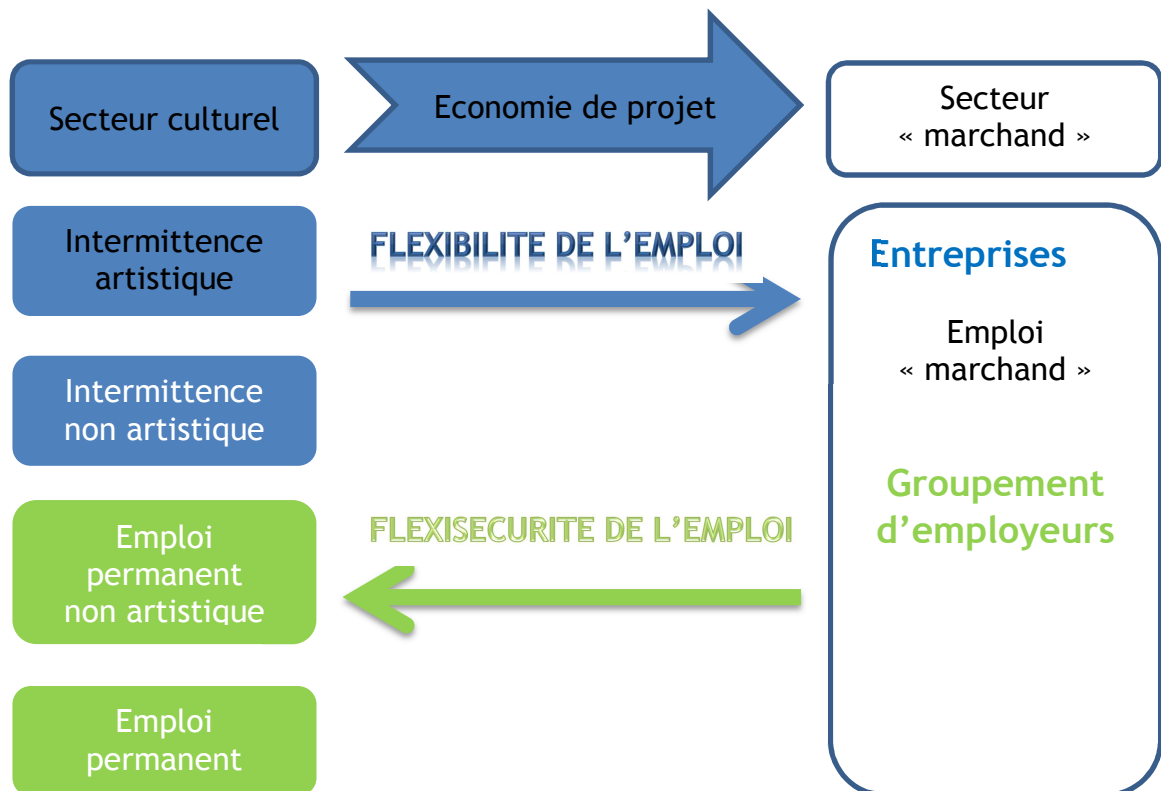 Secteur culturel
Economie de projet
Secteur
« marchand »
Intermittence
artistique
FLEXIBILITE DE L’EMPLOI
Entreprises
Emploi
« marchand »
Intermittence
non artistique
Groupement
d’employeurs
Emploi
permanent
non artistique
FLEXISECURITE DE L’EMPLOI
Emploi
permanent